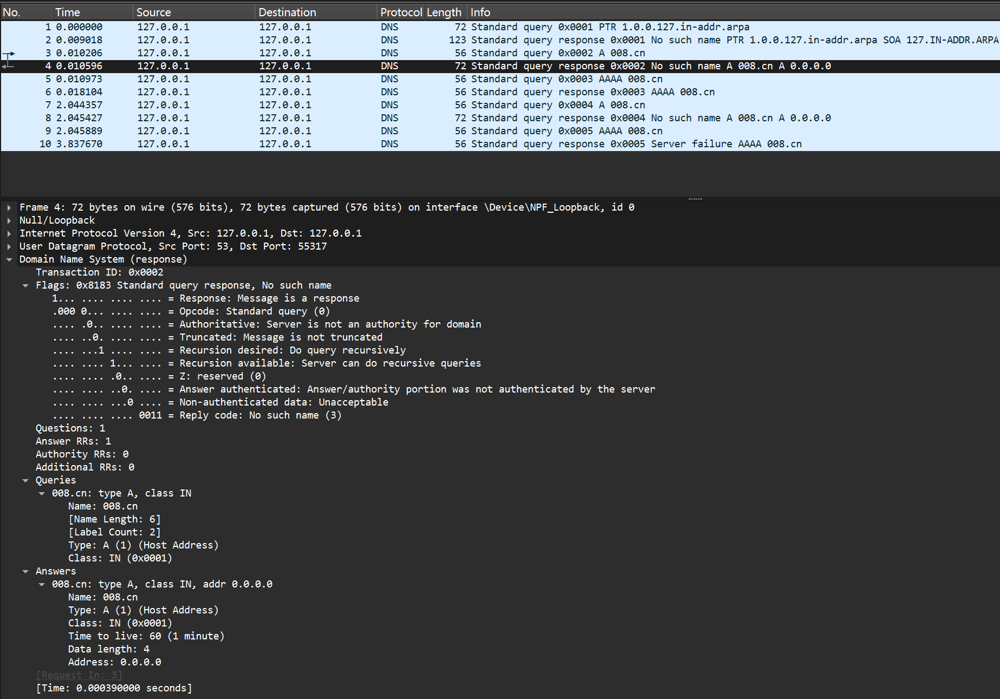 No. Time Source Destination Protocol Length Info
1 0.000000 127.0.0.1 127.0.0.1 DNS 72 Standard query 0x0001 PTR 1.0.0.127.in-addr.arpa
2 0.009018 127.0.0.1 127.0.0.1 DNS 123 Standard query response 0x0001 No such name PTR 1.0.0.127.in-addr.arpa SOA 127.IN-ADDR.ARPA
3 0.010206 127.0.0.1 127.0.0.1 DNS 56 Standard query 0x0002 A 008.cn
4 0.010596 127.0.0.1 127.0.0.1 DNS 72 Standard query response 0x0002 No such name A 008.cn A 0.0.0.0
5 0.010973 127.0.0.1 127.0.0.1 DNS 56 Standard query 0x0003 AAAA 008.cn
6 0.018104 127.0.0.1 127.0.0.1 DNS 56 Standard query response 0x0003 AAAA 008.cn
7 2.044357 127.0.0.1 127.0.0.1 DNS 56 Standard query 0x0004 A 008.cn
8 2.045427 127.0.0.1 127.0.0.1 DNS 72 Standard query response 0x0004 No such name A 008.cn A 0.0.0.0
9 2.045889 127.0.0.1 127.0.0.1 DNS 56 Standard query 0x0005 AAAA 008.cn
10 3.837670 127.0.0.1 127.0.0.1 DNS 56 Standard query response 0x0005 Server failure AAAA 008.cn
Frame 4: 72 bytes on wire (576 bits), 72 bytes captured (576 bits) on interface \Device\NPF_Loopback, id 0
Null/Loopback
Internet Protocol Version 4, Src: 127.0.0.1, Dst: 127.0.0.1
User Datagram Protocol, Src Port: 53, Dst Port: 55317
Domain Name System (response)
Transaction ID: 0x0002
Flags: 0x8183 Standard query response, No such name
1... .... .... .... = Response: Message is a response
.000 0... .... .... = Opcode: Standard query (0)
.... .0.. .... .... = Authoritative: Server is not an authority for domain
.... ..0. .... .... = Truncated: Message is not truncated
.... ...1 .... .... = Recursion desired: Do query recursively
.... .... 1... .... = Recursion available: Server can do recursive queries
.... .... .0.. .... = Z: reserved (0)
.... .... ..0. .... = Answer authenticated: Answer/authority portion was not authenticated by the server
.... .... ...0 .... = Non-authenticated data: Unacceptable
.... .... .... 0011 = Reply code: No such name (3)
Questions: 1
Answer RRs: 1
Authority RRs: 0
Additional RRs: 0
Queries
008.cn: type A, class IN
Name: 008.cn
[Name Length: 6]
[Label Count: 2]
Type: A (1) (Host Address)
Class: IN (0x0001)
Answers
008.cn: type A, class IN, addr 0.0.0.0
Name: 008.cn
Type: A (1) (Host Address)
Class: IN (0x0001)
Time to live: 60 (1 minute)
Data length: 4
Address: 0.0.0.0
[Request In: 3]
[Time: 0.000390000 seconds]